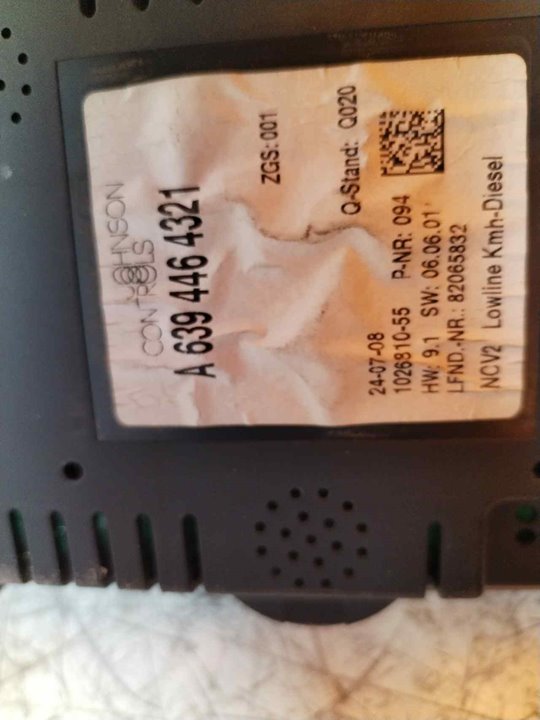 JOHNSON
CONTROLS
A 639 446 4321
ZGS: 001
Q-Stand: Q020
24-07-08
1026810-55 P-NR: 094
HW: 9.1 SW: 06.06.01
LFND.-NR.: 82065832
NCV2 Lowline Kmh-Diesel